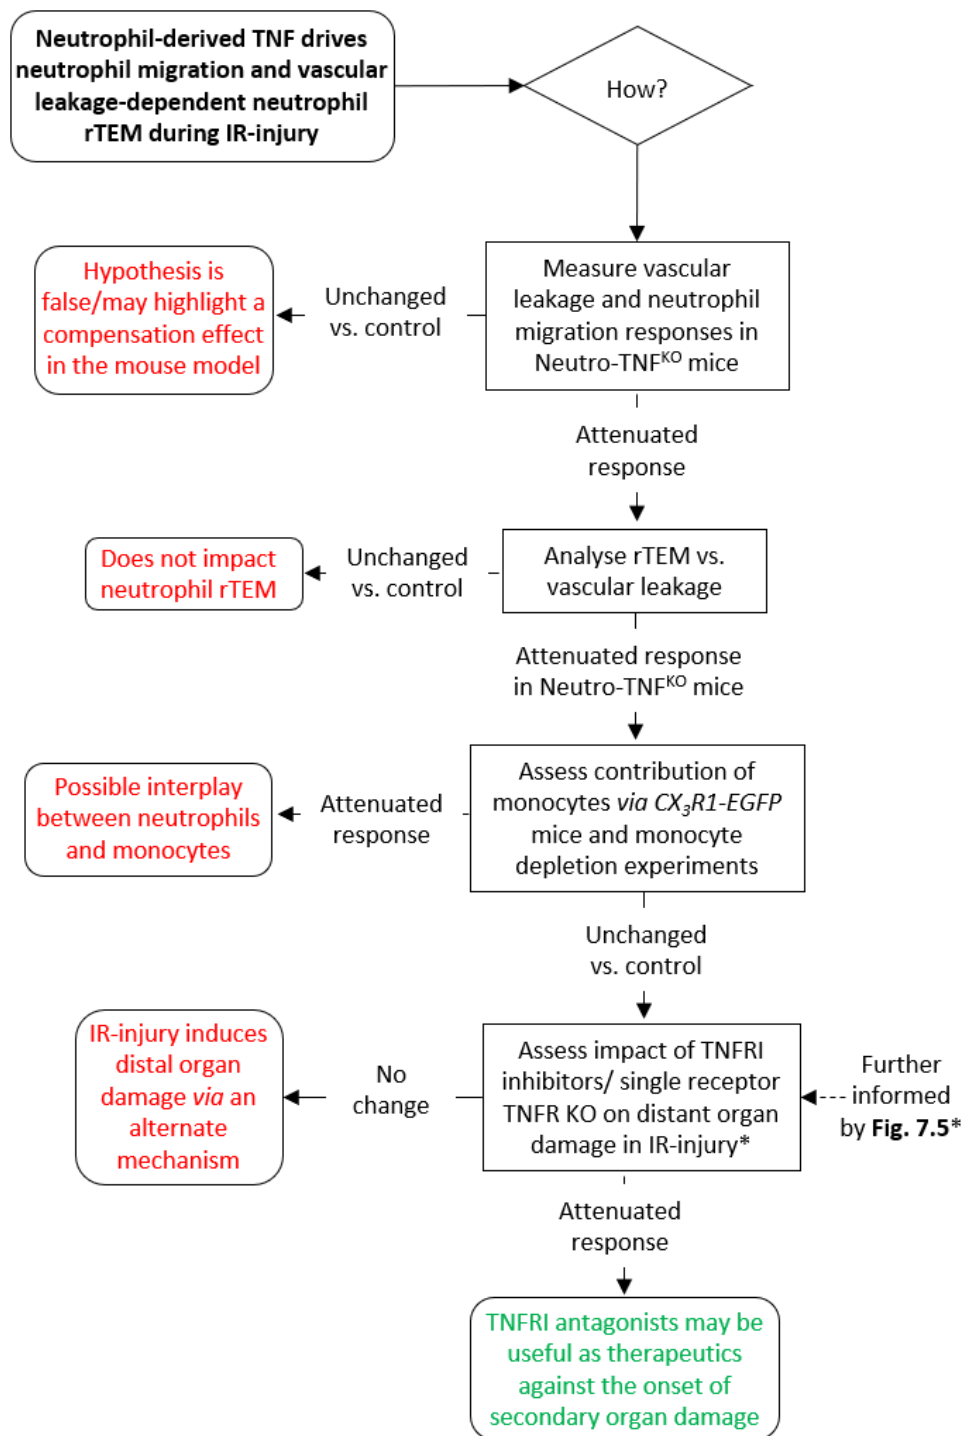 Neutrophil-derived TNF drives
neutrophil migration and vascular
leakage-dependent neutrophil
rTEM during IR-injury
How?
Measure vascular
leakage and neutrophil
migration responses in
Neutro-TNFᴷᴼ mice
Unchanged
vs. control
Hypothesis is
false/may highlight a
compensation effect
in the mouse model
Attenuated
response
Analyse rTEM vs.
vascular leakage
Unchanged
vs. control
Does not impact
neutrophil rTEM
Attenuated response
in Neutro-TNFᴷᴼ mice
Assess contribution of
monocytes via CX₃R1-EGFP
mice and monocyte
depletion experiments
Attenuated
response
Possible interplay
between neutrophils
and monocytes
Unchanged
vs. control
Assess impact of TNFRI
inhibitors/ single receptor
TNFR KO on distant organ
damage in IR-injury*
Further
informed
by Fig. 7.5*
No
change
IR-injury induces
distal organ
damage via an
alternate
mechanism
Attenuated
response
TNFRI antagonists may be
useful as therapeutics
against the onset of
secondary organ damage